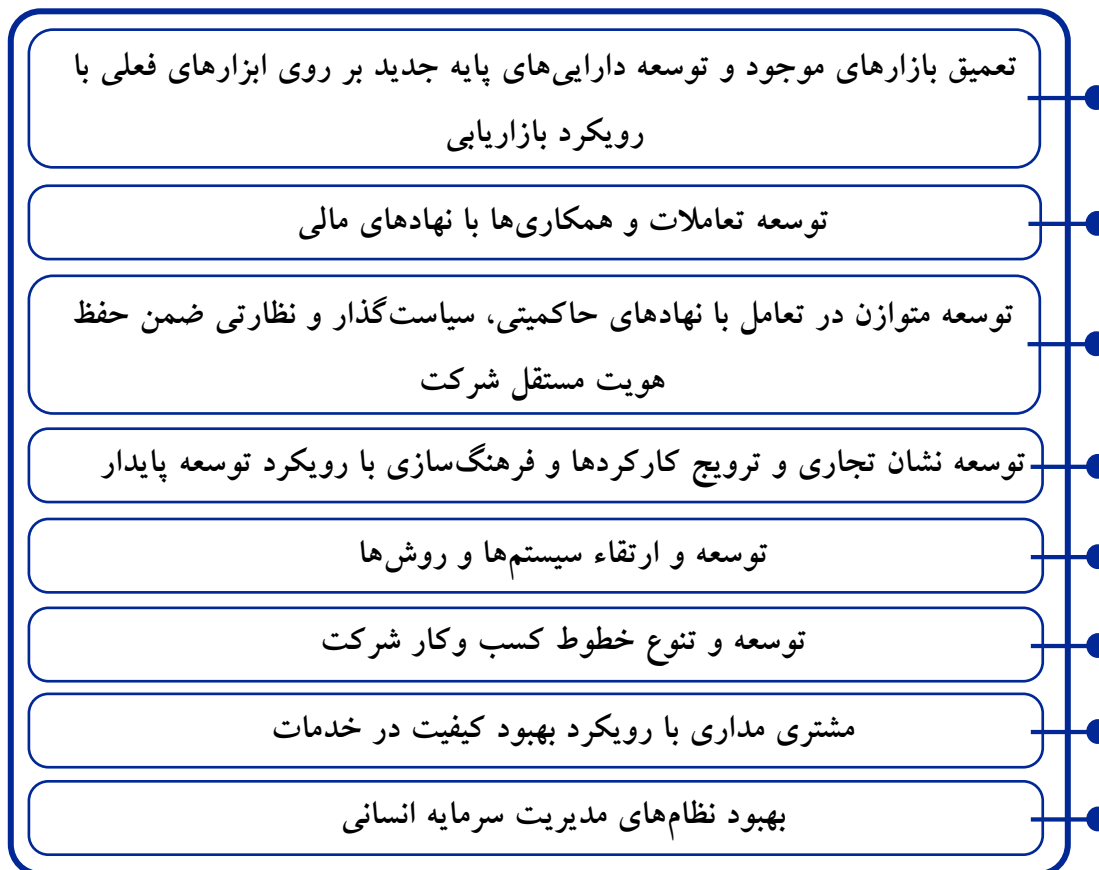 تعمیق بازارهای موجود و توسعه دارایی‌های پایه جدید بر روی ابزارهای فعلی با
رویکرد بازاریابی
توسعه تعاملات و همکاری‌ها با نهادهای مالی
توسعه متوازن در تعامل با نهادهای حاکمیتی، سیاست‌گذار و نظارتی ضمن حفظ
هویت مستقل شرکت
توسعه نشان تجاری و ترویج کارکردها و فرهنگ‌سازی با رویکرد توسعه پایدار
توسعه و ارتقاء سیستم‌ها و روش‌ها
توسعه و تنوع خطوط کسب وکار شرکت
مشتری مداری با رویکرد بهبود کیفیت در خدمات
بهبود نظام‌های مدیریت سرمایه انسانی